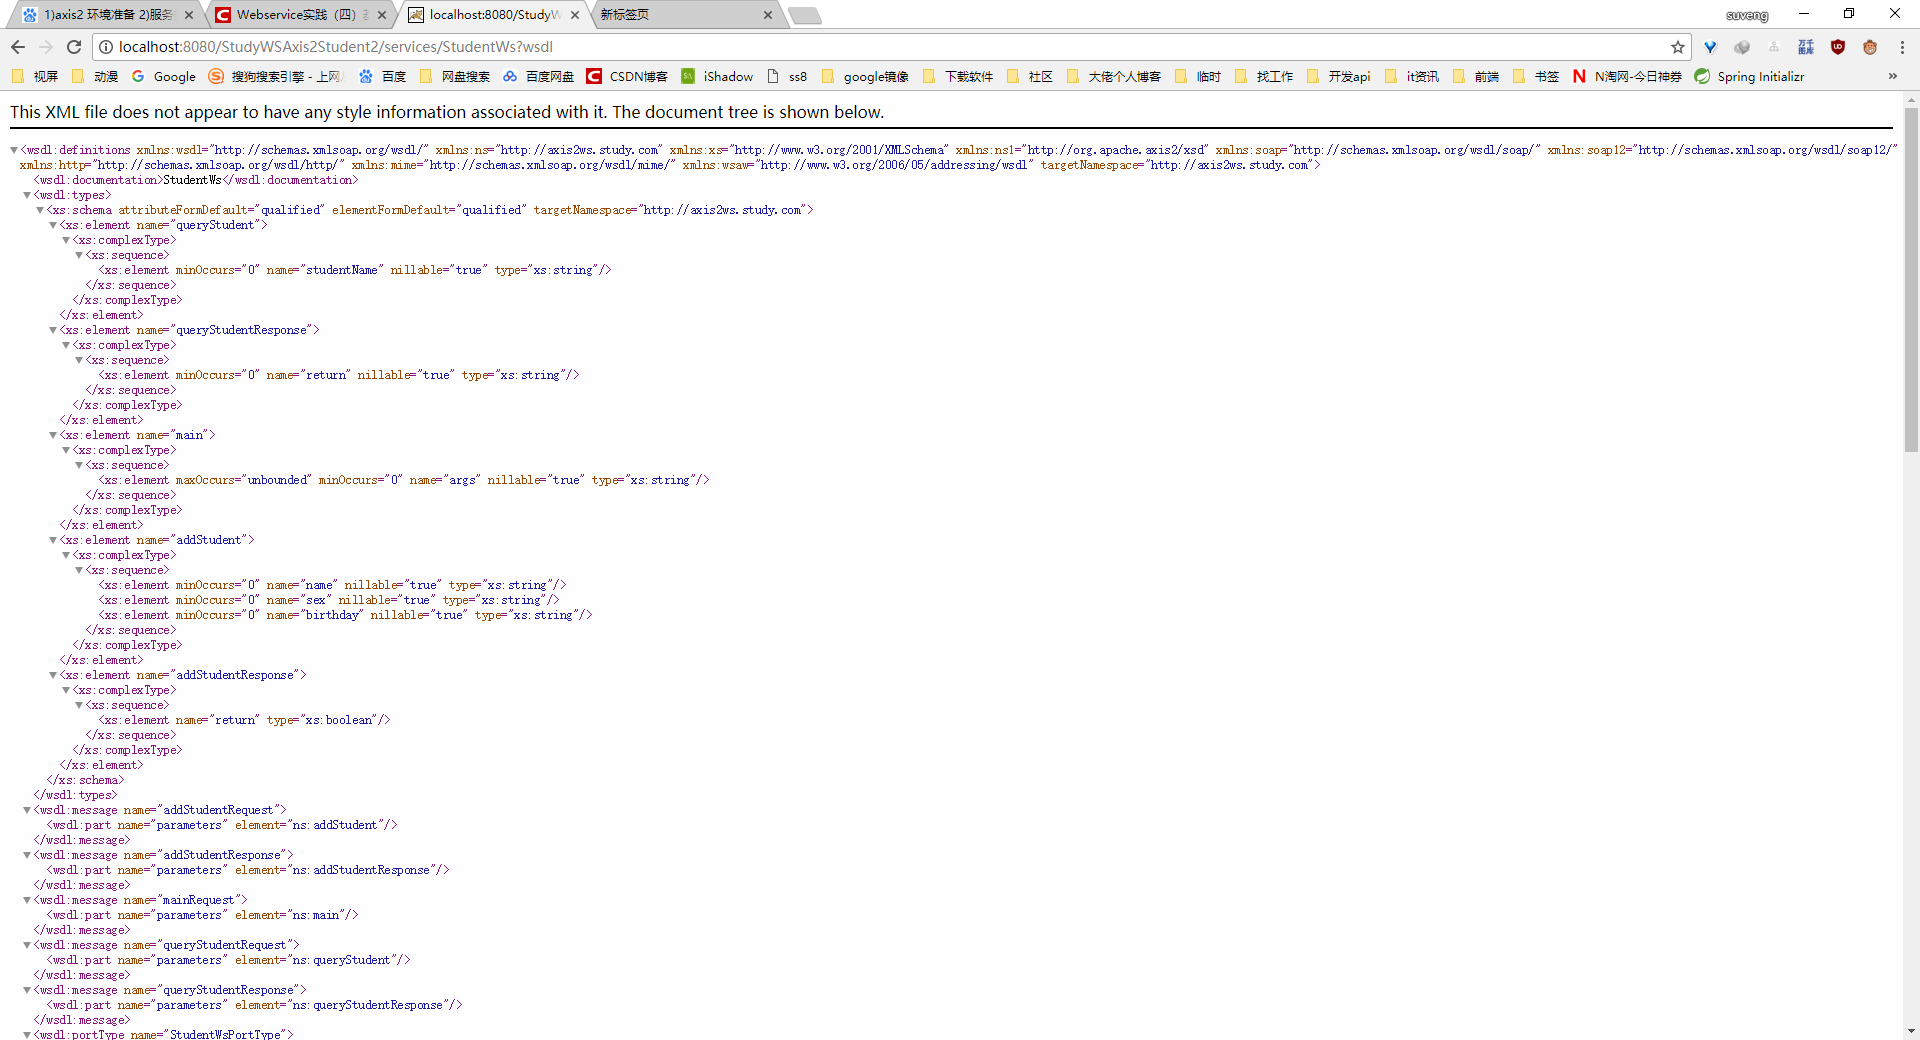 1)axis2 环境准备 2)服务
Webservice实践（四）
localhost:8080/StudyW
新标签页
suveng
localhost:8080/StudyWSAxis2Student2/services/StudentWs?wsdl
视屏 动漫 Google 搜狗搜索引擎 - 上网 百度 网盘搜索 百度网盘 CSDN博客 iShadow ss8 google镜像 下载软件 社区 大佬个人博客 临时 找工作 开发api it资讯 前端 书签 N淘网-今日神券 Spring Initializr »
This XML file does not appear to have any style information associated with it. The document tree is shown below.
▼<wsdl:definitions xmlns:wsdl="http://schemas.xmlsoap.org/wsdl/" xmlns:ns="http://axis2ws.study.com" xmlns:xs="http://www.w3.org/2001/XMLSchema" xmlns:ns1="http://org.apache.axis2/xsd" xmlns:soap="http://schemas.xmlsoap.org/wsdl/soap/" xmlns:soap12="http://schemas.xmlsoap.org/wsdl/soap12/"
xmlns:http="http://schemas.xmlsoap.org/wsdl/http/" xmlns:mime="http://schemas.xmlsoap.org/wsdl/mime/" xmlns:wsaw="http://www.w3.org/2006/05/addressing/wsdl" targetNamespace="http://axis2ws.study.com">
<wsdl:documentation>StudentWs</wsdl:documentation>
▼<wsdl:types>
▼<xs:schema attributeFormDefault="qualified" elementFormDefault="qualified" targetNamespace="http://axis2ws.study.com">
▼<xs:element name="queryStudent">
▼<xs:complexType>
▼<xs:sequence>
<xs:element minOccurs="0" name="studentName" nillable="true" type="xs:string"/>
</xs:sequence>
</xs:complexType>
</xs:element>
▼<xs:element name="queryStudentResponse">
▼<xs:complexType>
▼<xs:sequence>
<xs:element minOccurs="0" name="return" nillable="true" type="xs:string"/>
</xs:sequence>
</xs:complexType>
</xs:element>
▼<xs:element name="main">
▼<xs:complexType>
▼<xs:sequence>
<xs:element maxOccurs="unbounded" minOccurs="0" name="args" nillable="true" type="xs:string"/>
</xs:sequence>
</xs:complexType>
</xs:element>
▼<xs:element name="addStudent">
▼<xs:complexType>
▼<xs:sequence>
<xs:element minOccurs="0" name="name" nillable="true" type="xs:string"/>
<xs:element minOccurs="0" name="sex" nillable="true" type="xs:string"/>
<xs:element minOccurs="0" name="birthday" nillable="true" type="xs:string"/>
</xs:sequence>
</xs:complexType>
</xs:element>
▼<xs:element name="addStudentResponse">
▼<xs:complexType>
▼<xs:sequence>
<xs:element name="return" type="xs:boolean"/>
</xs:sequence>
</xs:complexType>
</xs:element>
</xs:schema>
</wsdl:types>
▼<wsdl:message name="addStudentRequest">
<wsdl:part name="parameters" element="ns:addStudent"/>
</wsdl:message>
▼<wsdl:message name="addStudentResponse">
<wsdl:part name="parameters" element="ns:addStudentResponse"/>
</wsdl:message>
▼<wsdl:message name="mainRequest">
<wsdl:part name="parameters" element="ns:main"/>
</wsdl:message>
▼<wsdl:message name="queryStudentRequest">
<wsdl:part name="parameters" element="ns:queryStudent"/>
</wsdl:message>
▼<wsdl:message name="queryStudentResponse">
<wsdl:part name="parameters" element="ns:queryStudentResponse"/>
</wsdl:message>
▼<wsdl:portType name="StudentWsPortType">